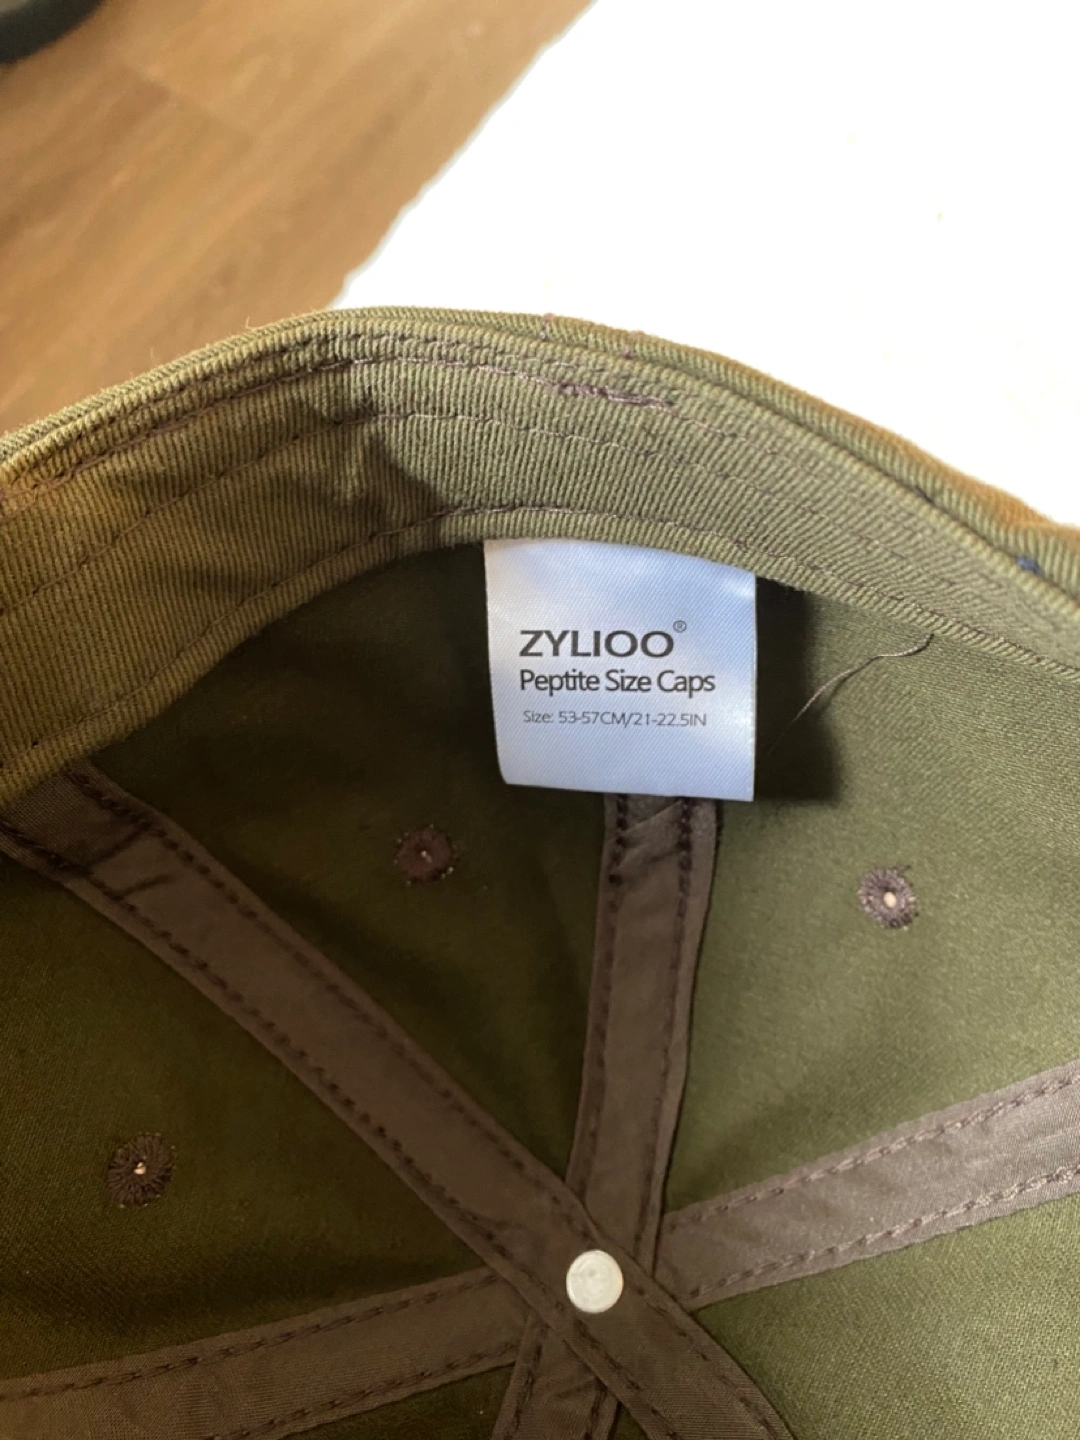 ZYLIOO®
Peptite Size Caps
Size: 53-57CM/21-22.5IN